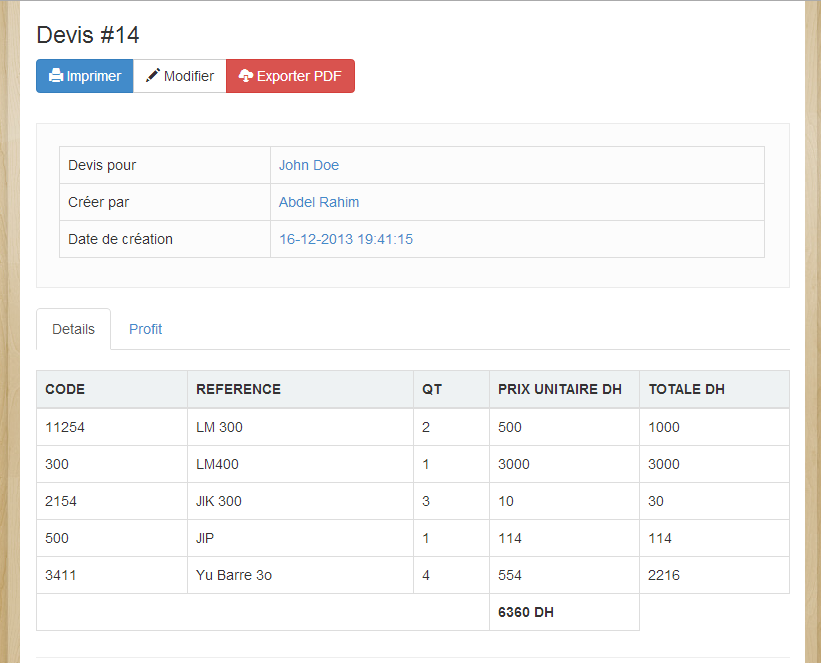 Devis #14
Imprimer Modifier Exporter PDF
Devis pour John Doe
Créer par Abdel Rahim
Date de création 16-12-2013 19:41:15
Details Profit
CODE REFERENCE QT PRIX UNITAIRE DH TOTALE DH
11254 LM 300 2 500 1000
300 LM400 1 3000 3000
2154 JIK 300 3 10 30
500 JIP 1 114 114
3411 Yu Barre 3o 4 554 2216
6360 DH